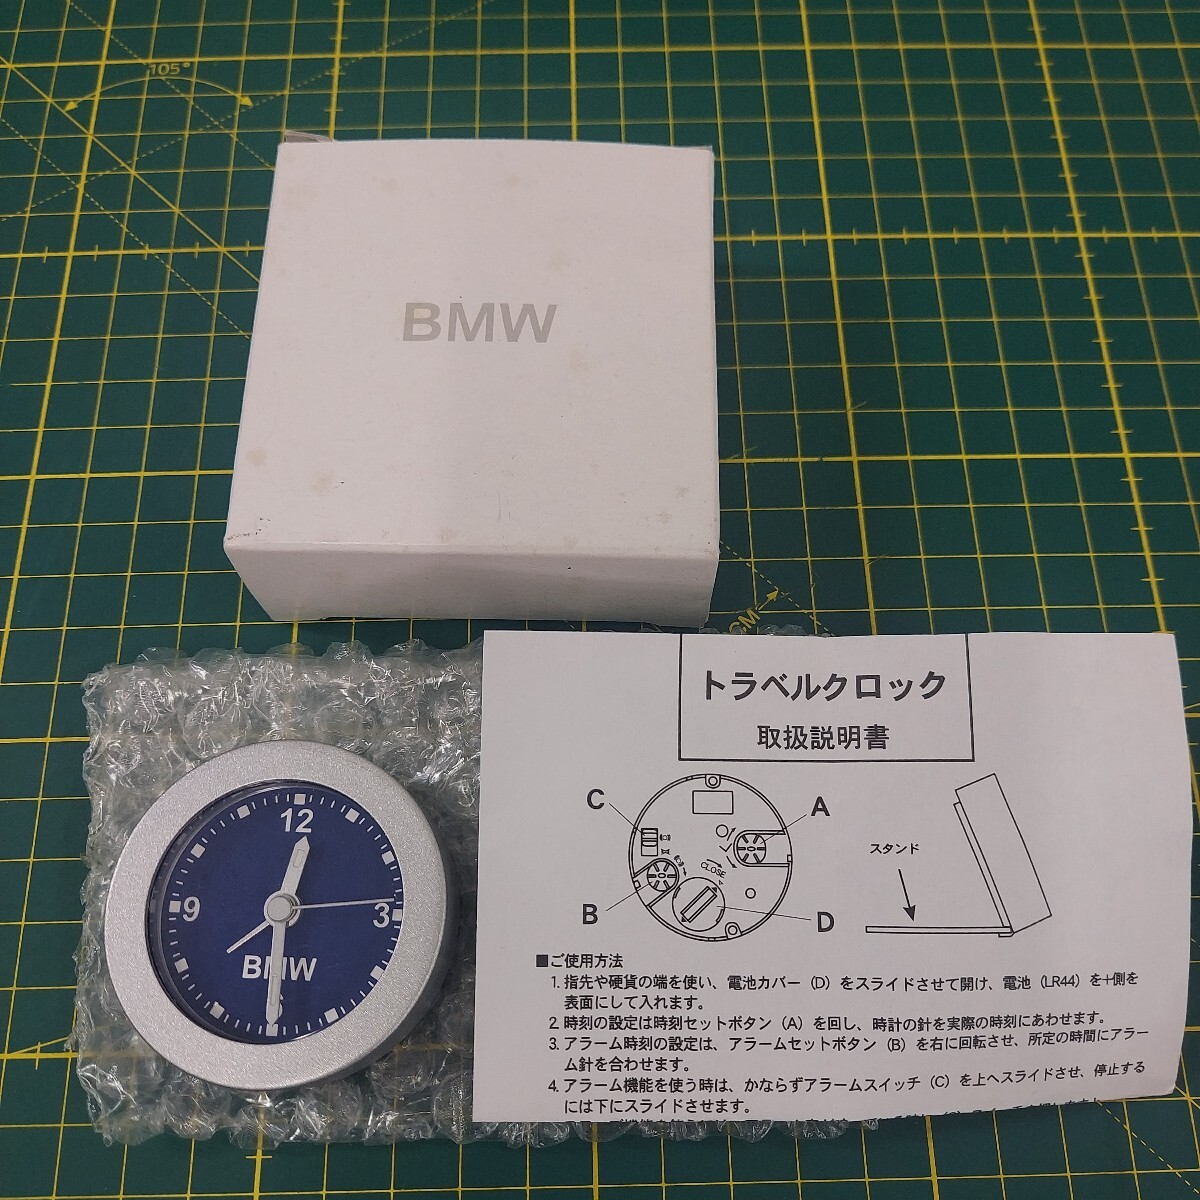 105°
BMW
CM
トラベルクロック
取扱説明書
C
A
B
D
CLOSE
スタンド
12
9
3
BMW
6
■ご使用方法
1. 指先や硬貨の端を使い、電池カバー（D）をスライドさせて開け、電池（LR44）を+側を
表面にして入れます。
2. 時刻の設定は時刻セットボタン（A）を回し、時計の針を実際の時刻にあわせます。
3. アラーム時刻の設定は、アラームセットボタン（B）を右に回転させ、所定の時間にアラー
ム針を合わせます。
4. アラーム機能を使う時は、かならずアラームスイッチ（C）を上へスライドさせ、停止する
には下にスライドさせます。